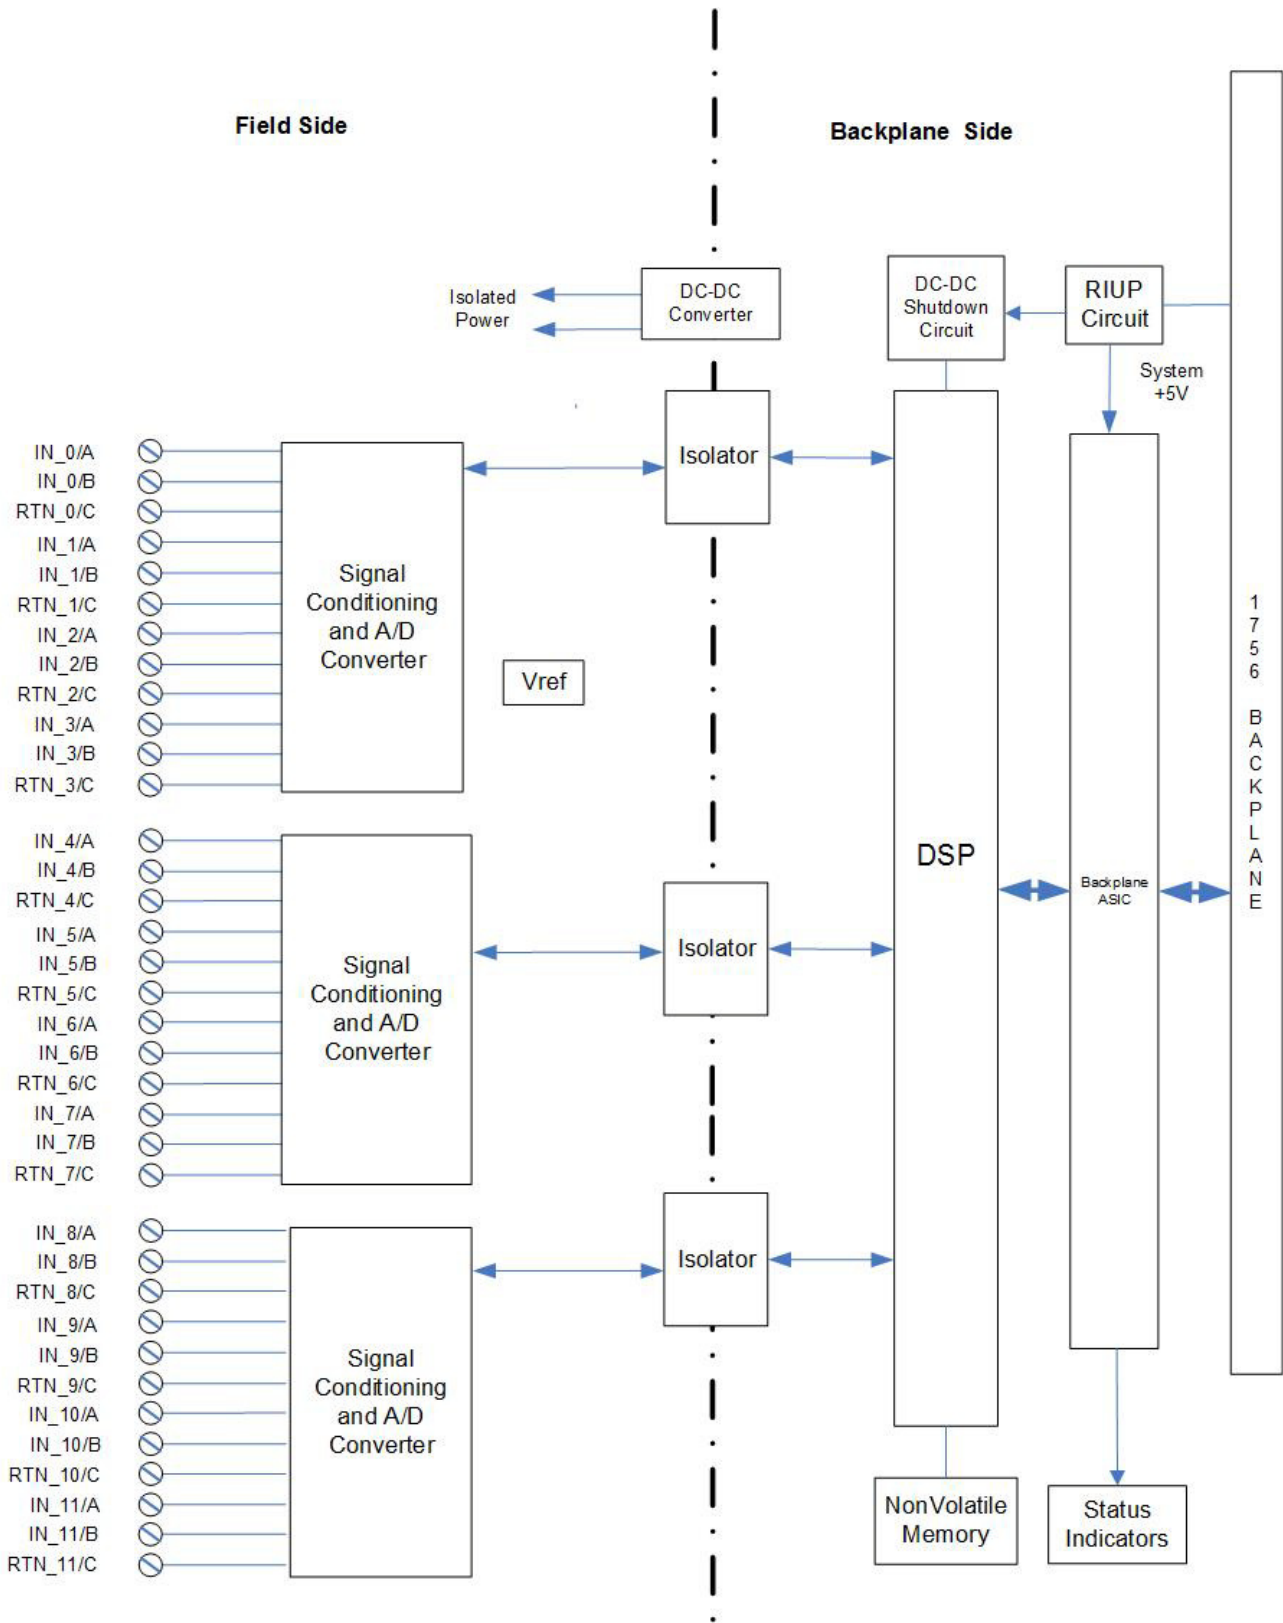 Field Side
Backplane Side
Isolated
Power
DC-DC
Converter
DC-DC
Shutdown
Circuit
RIUP
Circuit
System
+5V
IN_0/A
IN_0/B
RTN_0/C
IN_1/A
IN_1/B
RTN_1/C
IN_2/A
IN_2/B
RTN_2/C
IN_3/A
IN_3/B
RTN_3/C
Signal
Conditioning
and A/D
Converter
Vref
Isolator
IN_4/A
IN_4/B
RTN_4/C
IN_5/A
IN_5/B
RTN_5/C
IN_6/A
IN_6/B
RTN_6/C
IN_7/A
IN_7/B
RTN_7/C
Signal
Conditioning
and A/D
Converter
Isolator
IN_8/A
IN_8/B
RTN_8/C
IN_9/A
IN_9/B
RTN_9/C
IN_10/A
IN_10/B
RTN_10/C
IN_11/A
IN_11/B
RTN_11/C
Signal
Conditioning
and A/D
Converter
Isolator
DSP
Backplane
ASIC
1756 BACKPLANE
NonVolatile
Memory
Status
Indicators